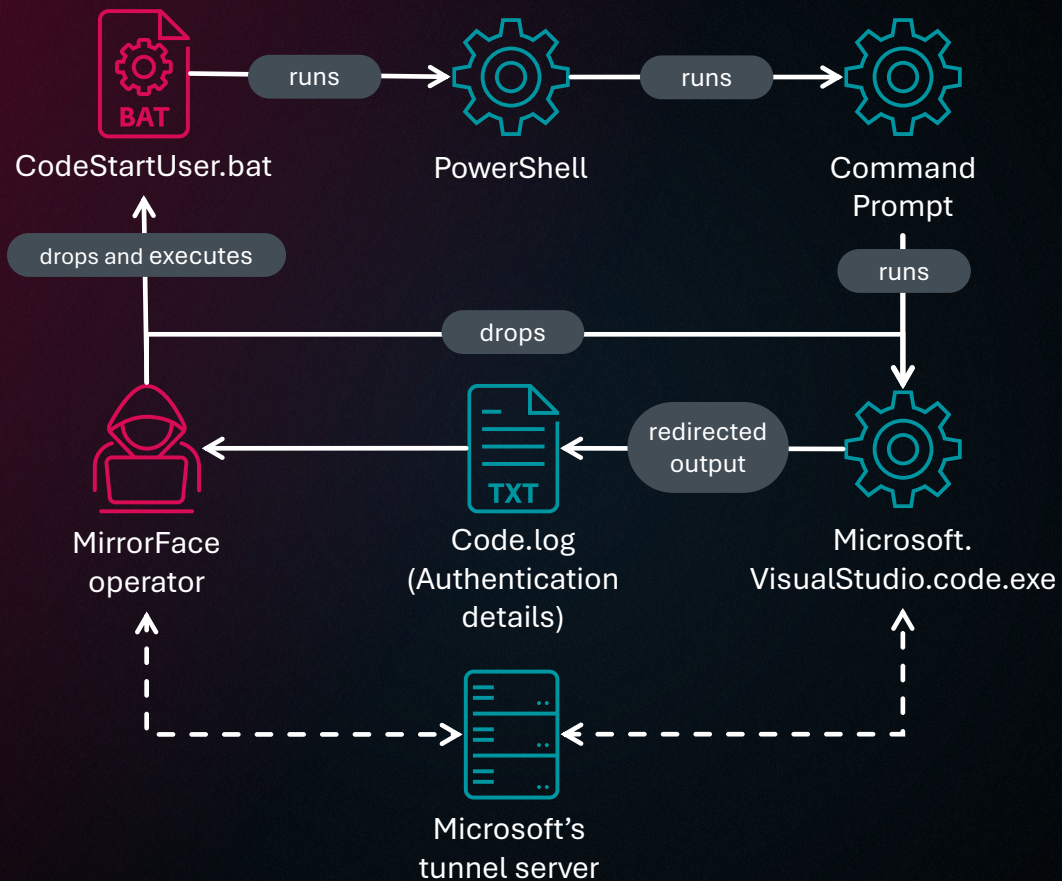 BAT
runs
runs
CodeStartUser.bat
PowerShell
Command
Prompt
drops and executes
runs
drops
redirected
output
TXT
MirrorFace
operator
Code.log
(Authentication
details)
Microsoft.
VisualStudio.code.exe
Microsoft's
tunnel server